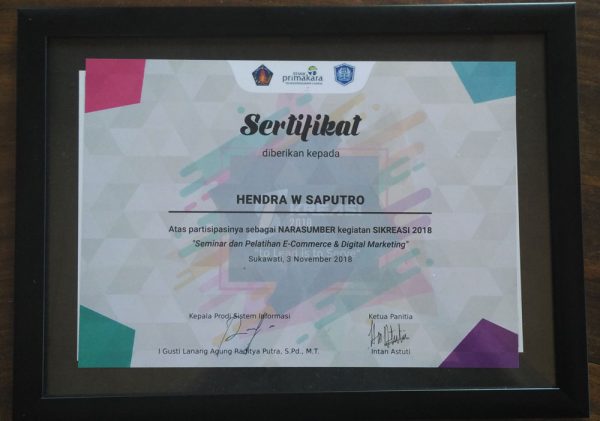 STMIK
primakara
Sertifikat
diberikan kepada
HENDRA W SAPUTRO
Atas partisipasinya sebagai NARASUMBER kegiatan SIKREASI 2018
"Seminar dan Pelatihan E-Commerce & Digital Marketing"
Sukawati, 3 November 2018
Kepala Prodi Sistem Informasi
Ketua Panitia
I Gusti Lanang Agung Raditya Putra, S.Pd., M.T.
Intan Astuti